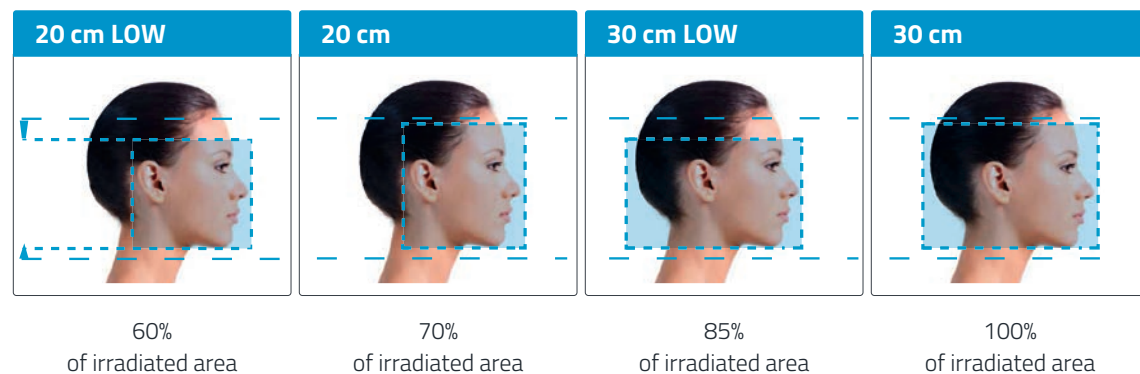 20 cm LOW
20 cm
30 cm LOW
30 cm
60%
of irradiated area
70%
of irradiated area
85%
of irradiated area
100%
of irradiated area